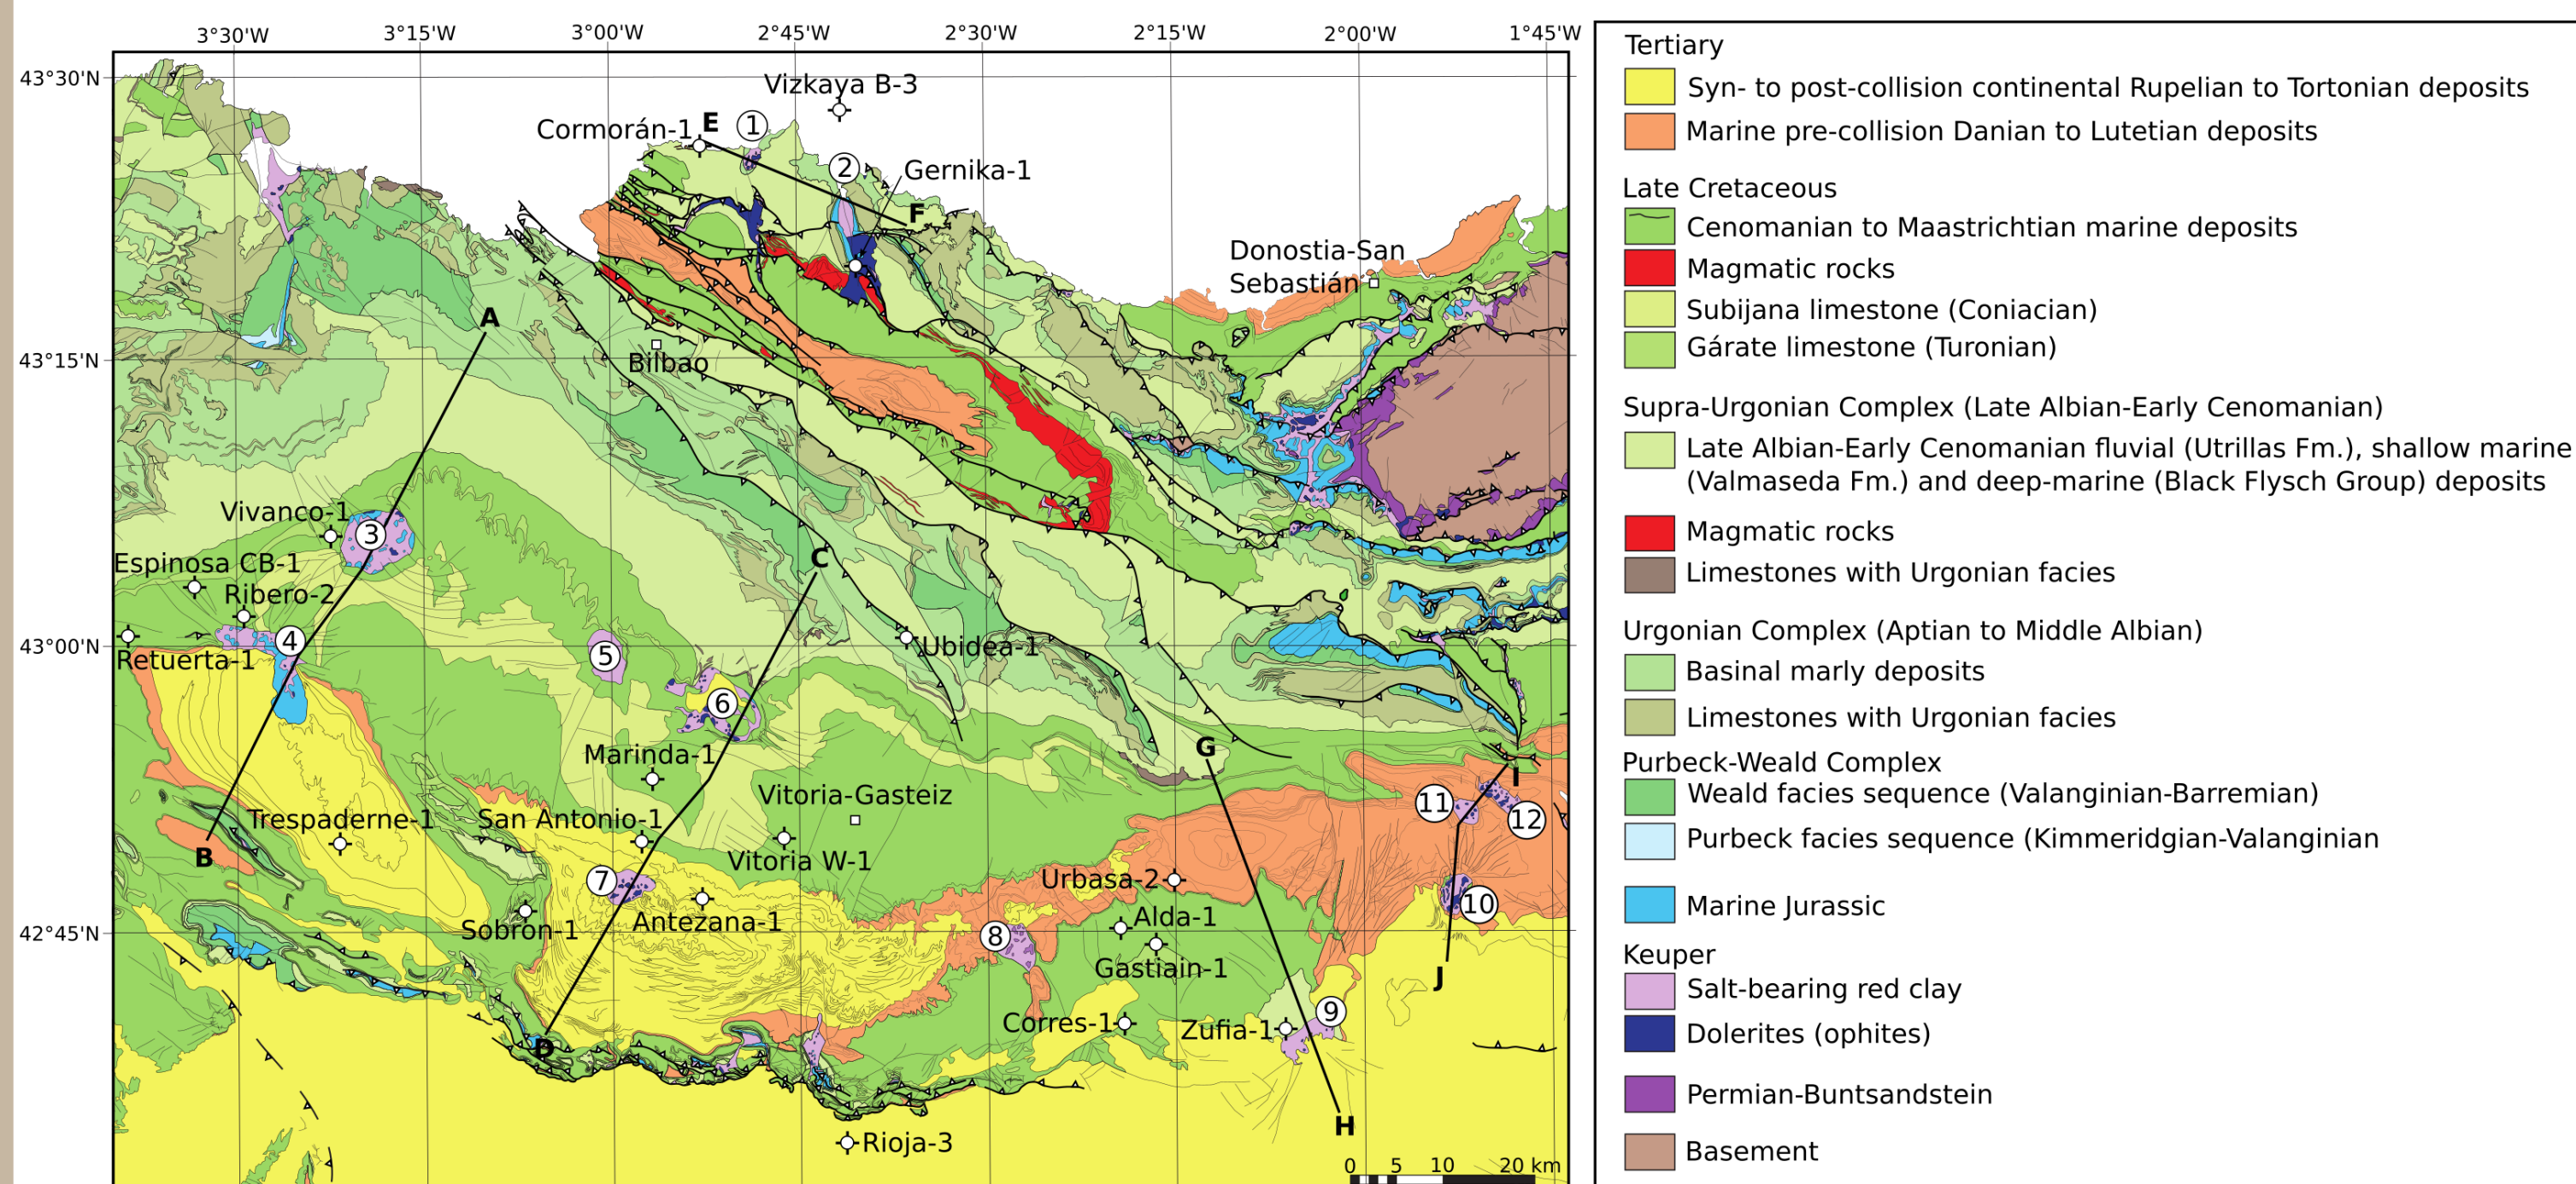 3°30'W 3°15'W 3°00'W 2°45'W 2°30'W 2°15'W 2°00'W 1°45'W
43°30'N
43°15'N
43°00'N
42°45'N
Vizkaya B-3
Cormorán-1
E
1
2
Gernika-1
F
Donostia-San
Sebastián
A
Bilbao
Vivanco-1
3
C
Espinosa CB-1
Ribero-2
4
Retuerta-1
5
Ubidea-1
6
Marinda-1
G
I
Vitoria-Gasteiz
11
12
Trespaderne-1
San Antonio-1
B
Vitoria W-1
7
Urbasa-2
10
Antezana-1
Sobrón-1
Alda-1
8
Gastiain-1
J
Corres-1
Zufia-1
9
D
H
Rioja-3
0 5 10 20 km
Tertiary
Syn- to post-collision continental Rupelian to Tortonian deposits
Marine pre-collision Danian to Lutetian deposits
Late Cretaceous
Cenomanian to Maastrichtian marine deposits
Magmatic rocks
Subijana limestone (Coniacian)
Gárate limestone (Turonian)
Supra-Urgonian Complex (Late Albian-Early Cenomanian)
Late Albian-Early Cenomanian fluvial (Utrillas Fm.), shallow marine
(Valmaseda Fm.) and deep-marine (Black Flysch Group) deposits
Magmatic rocks
Limestones with Urgonian facies
Urgonian Complex (Aptian to Middle Albian)
Basinal marly deposits
Limestones with Urgonian facies
Purbeck-Weald Complex
Weald facies sequence (Valanginian-Barremian)
Purbeck facies sequence (Kimmeridgian-Valanginian
Marine Jurassic
Keuper
Salt-bearing red clay
Dolerites (ophites)
Permian-Buntsandstein
Basement